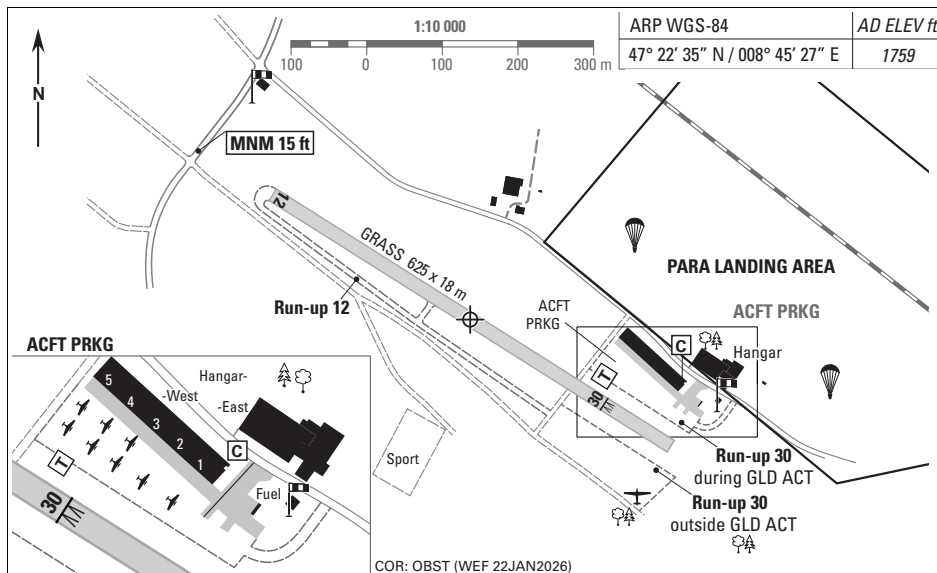 1:10 000
100 0 100 200 300 m
ARP WGS-84
AD ELEV ft
47° 22’ 35” N / 008° 45’ 27” E
1759
N
MNM 15 ft
12
GRASS 625 x 18 m
Run-up 12
PARA LANDING AREA
ACFT
PRKG
ACFT PRKG
C
Hangar
T
30
Sport
Run-up 30
during GLD ACT
Run-up 30
outside GLD ACT
ACFT PRKG
5
4
3
2
1
Hangar-
-West
-East
C
T
Fuel
30
COR: OBST (WEF 22JAN2026)